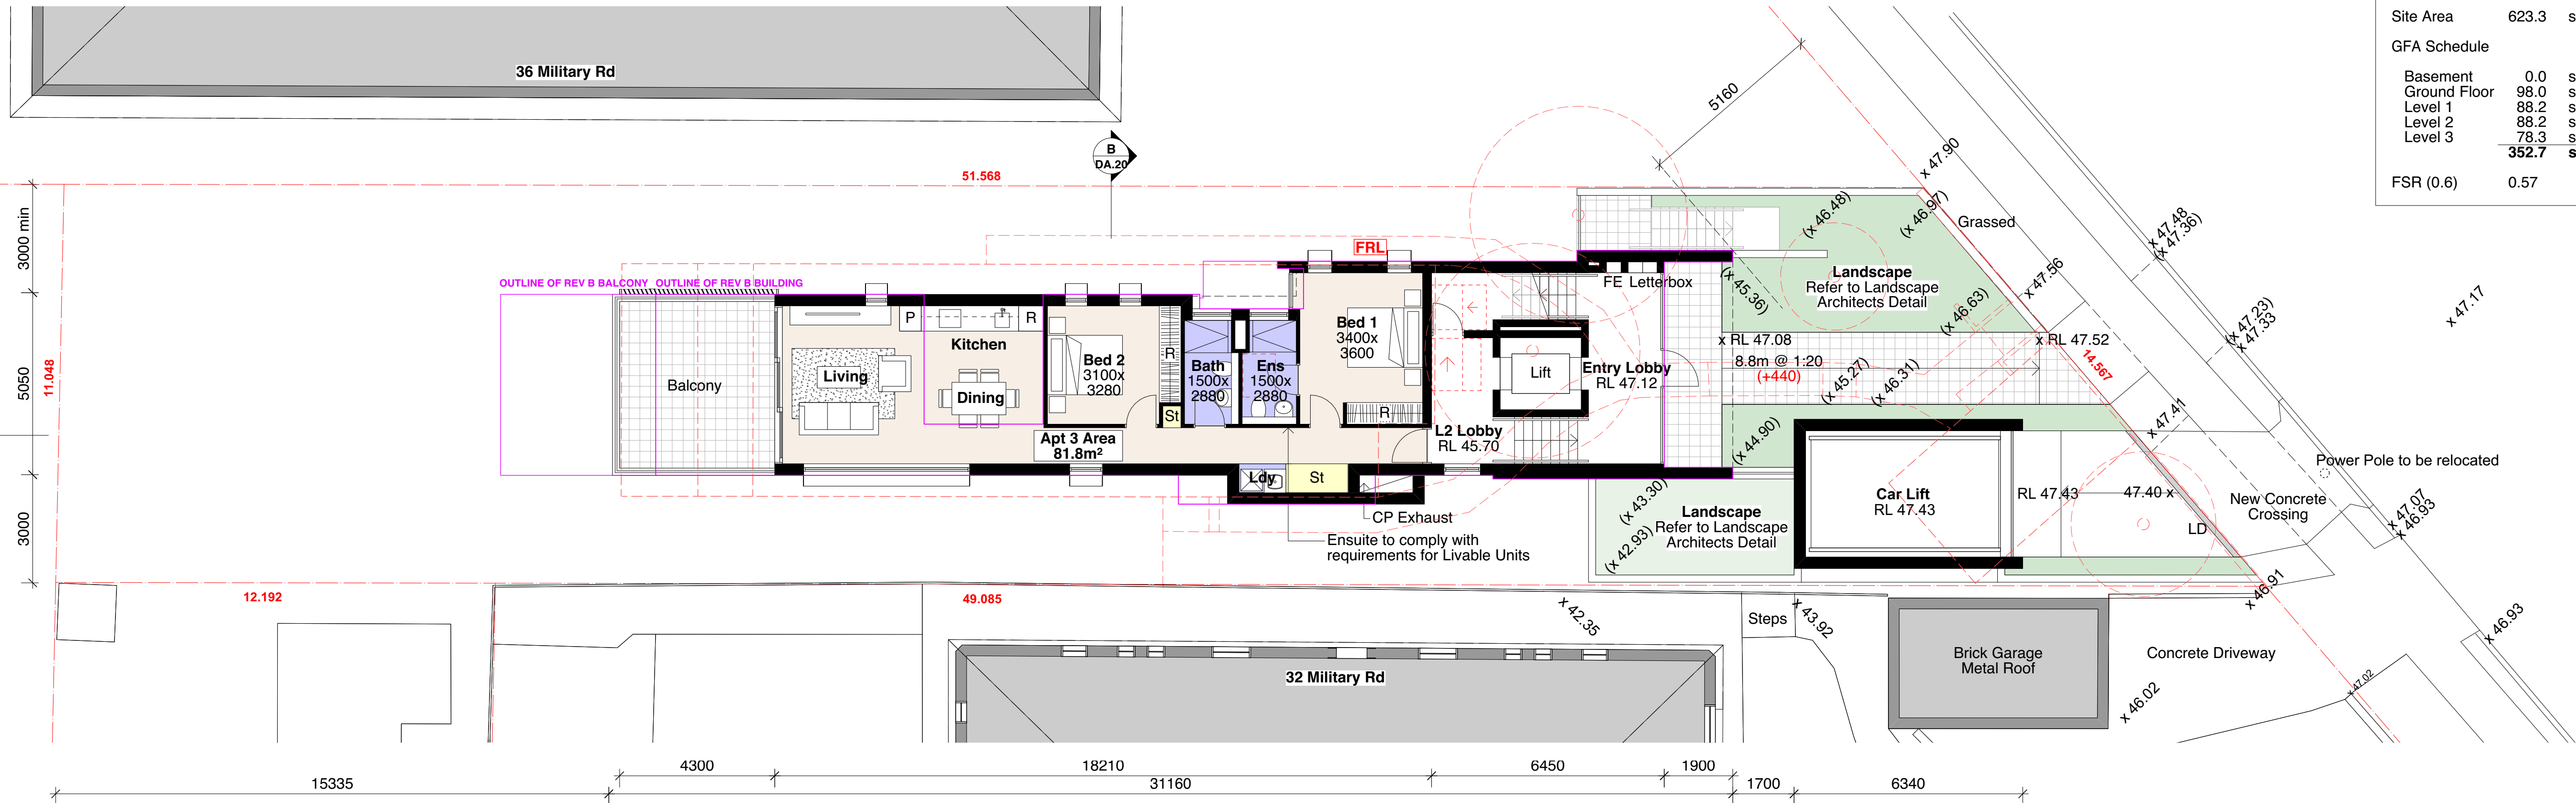 Site Area 623.3 s
GFA Schedule
Basement 0.0 s
Ground Floor 98.0 s
Level 1 88.2 s
Level 2 88.2 s
Level 3 78.3 s
352.7 s
FSR (0.6) 0.57
36 Military Rd
5160
B
DA.20
51.568
x 47.90
3000 min
5050
3000
11.048
FRL
OUTLINE OF REV B BALCONY
OUTLINE OF REV B BUILDING
(x 46.48)
(x 46.97)
Grassed
x 47.48
(x 47.36)
x 47.56
x 47.17
(x 47.23)
x 47.33
Landscape
Refer to Landscape
Architects Detail
(x 46.63)
(x 45.36)
FE
Letterbox
Balcony
Living
P
R
Kitchen
Dining
Bed 2
3100x
3280
R
St
Bath
1500x
2880
Ens
1500x
2880
Bed 1
3400x
3600
R
Lift
Entry Lobby
RL 47.12
L2 Lobby
RL 45.70
x RL 47.08
8.8m @ 1:20
(+440)
x RL 47.52
14.567
(x 45.27)
(x 46.31)
(x 44.90)
x 47.41
Apt 3 Area
81.8m²
Ldy
St
CP Exhaust
Ensuite to comply with
requirements for Livable Units
(x 43.30)
(x 42.93)
Landscape
Refer to Landscape
Architects Detail
Car Lift
RL 47.43
RL 47.43
47.40 x
LD
Power Pole to be relocated
New Concrete
Crossing
x 47.07
x 46.93
x 46.91
12.192
49.085
x 42.35
Steps
x 43.92
32 Military Rd
Brick Garage
Metal Roof
Concrete Driveway
x 46.93
x 47.02
x 46.02
4300
18210
6450
1900
15335
31160
1700
6340